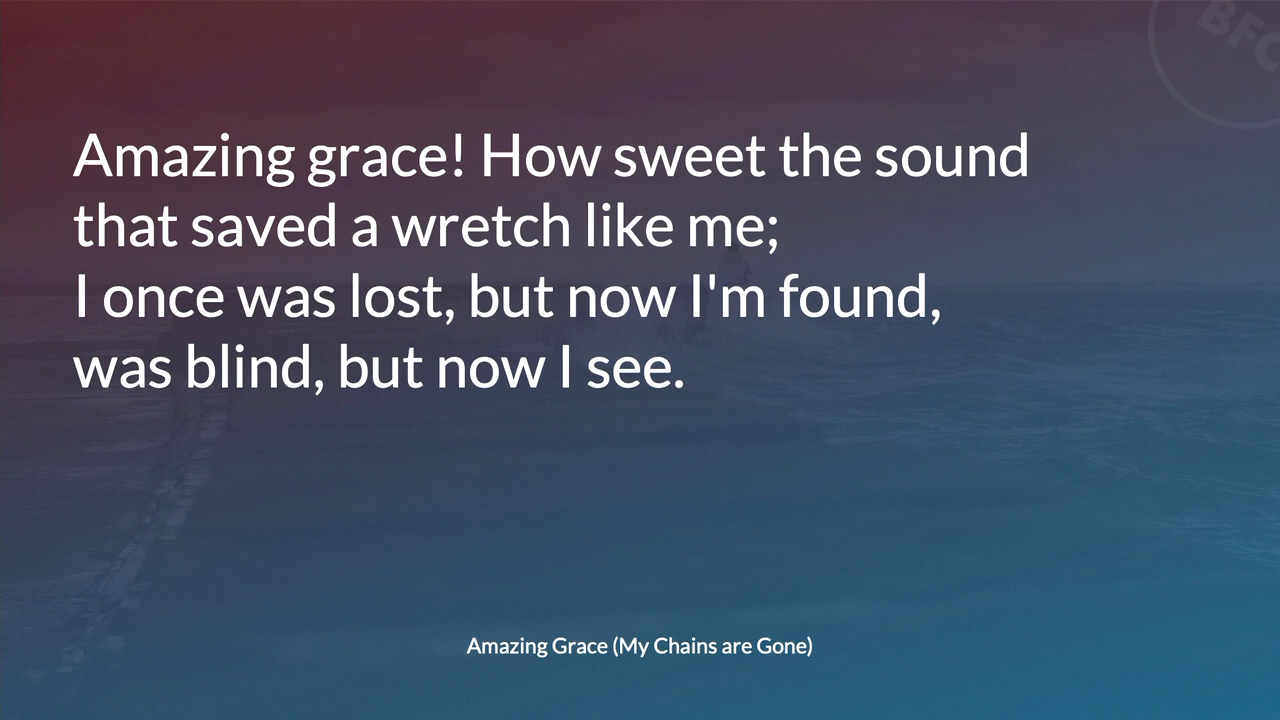 BFC
Amazing grace! How sweet the sound
that saved a wretch like me;
I once was lost, but now I'm found,
was blind, but now I see.
Amazing Grace (My Chains are Gone)